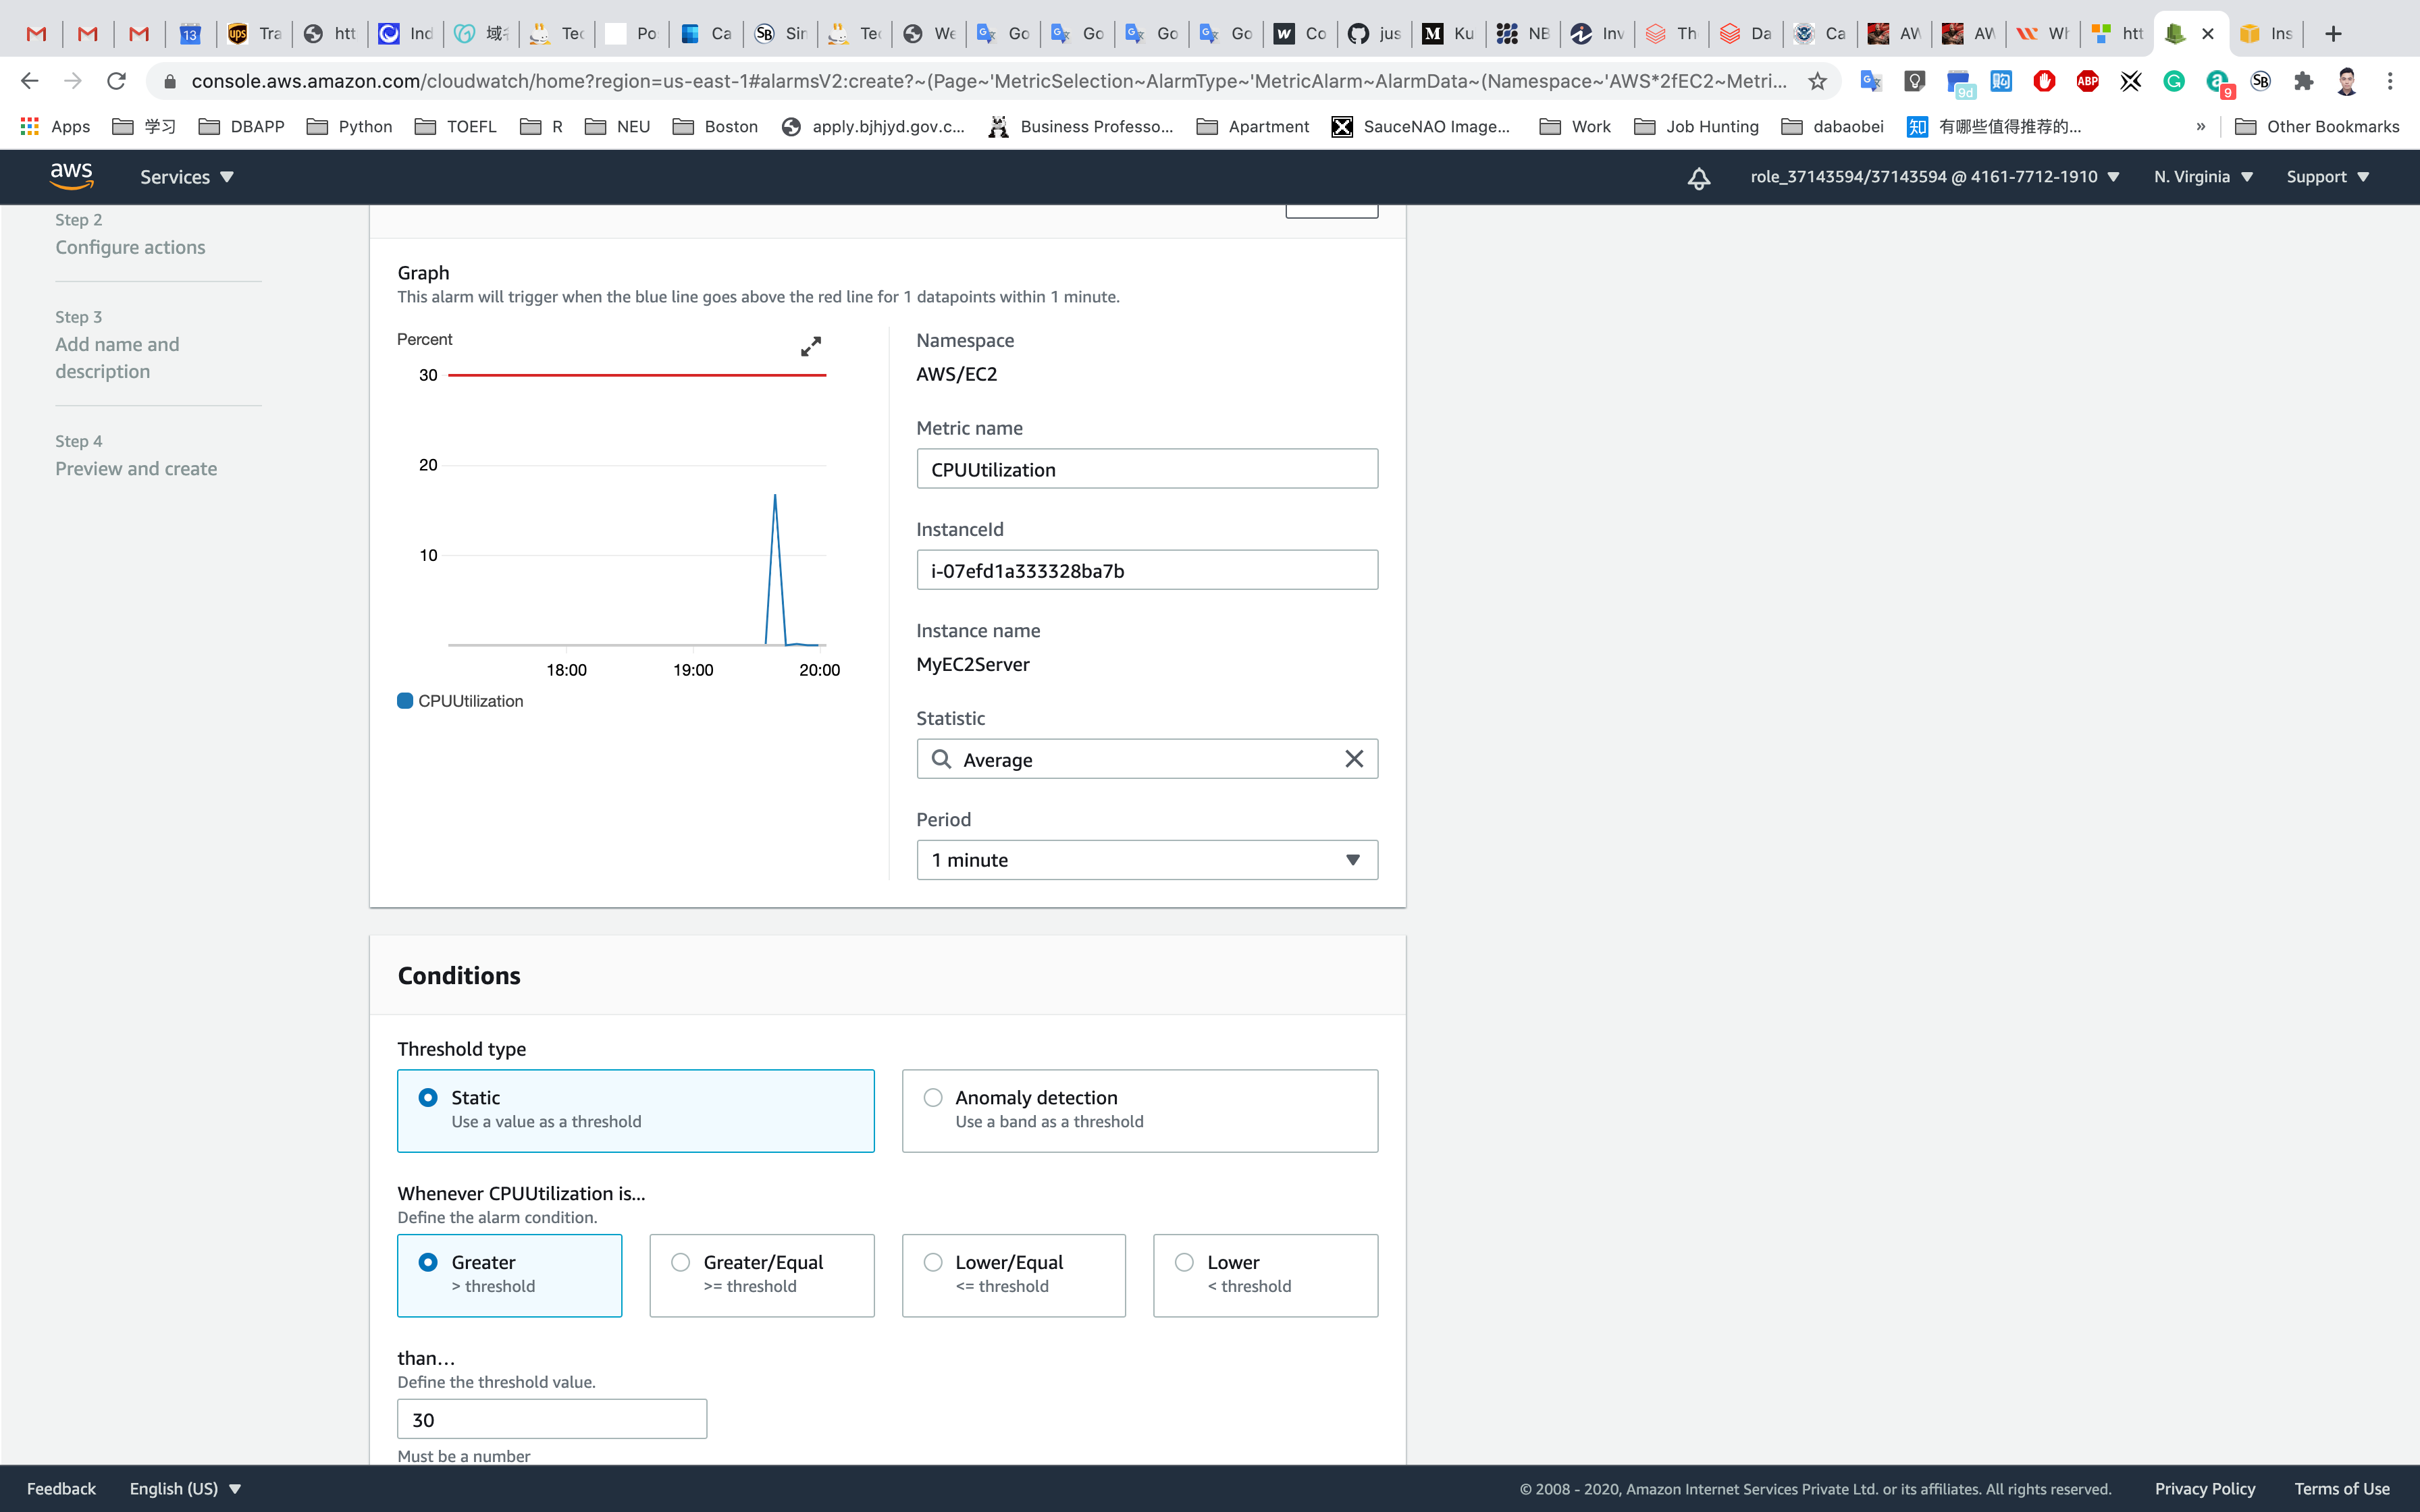 13
Tra
htt
Ind
域名
Tec
Po
Ca
SB
Sin
Tec
We
Go
Go
Go
Go
Co
jus
Ku
NB
Inv
Th
Da
Ca
AW
AW
Wh
htt
Ins
console.aws.amazon.com/cloudwatch/home?region=us-east-1#alarmsV2:create?~(Page~'MetricSelection~AlarmType~'MetricAlarm~AlarmData~(Namespace~'AWS*2fEC2~Metri...
9d
ABP
9
SB
Apps
学习
DBAPP
Python
TOEFL
R
NEU
Boston
apply.bjhjyd.gov.c...
Business Professo...
Apartment
SauceNAO Image...
Work
Job Hunting
dabaobei
知
有哪些值得推荐的...
»
Other Bookmarks
aws
Services
role_37143594/37143594 @ 4161-7712-1910
N. Virginia
Support
Step 2
Configure actions
Step 3
Add name and
description
Step 4
Preview and create
Graph
This alarm will trigger when the blue line goes above the red line for 1 datapoints within 1 minute.
Percent
30
20
10
18:00
19:00
20:00
CPUUtilization
Namespace
AWS/EC2
Metric name
CPUUtilization
InstanceId
i-07efd1a333328ba7b
Instance name
MyEC2Server
Statistic
Average
Period
1 minute
Conditions
Threshold type
Static
Use a value as a threshold
Anomaly detection
Use a band as a threshold
Whenever CPUUtilization is...
Define the alarm condition.
Greater
> threshold
Greater/Equal
>= threshold
Lower/Equal
<= threshold
Lower
< threshold
than...
Define the threshold value.
30
Must be a number
Feedback
English (US)
© 2008 - 2020, Amazon Internet Services Private Ltd. or its affiliates. All rights reserved.
Privacy Policy
Terms of Use